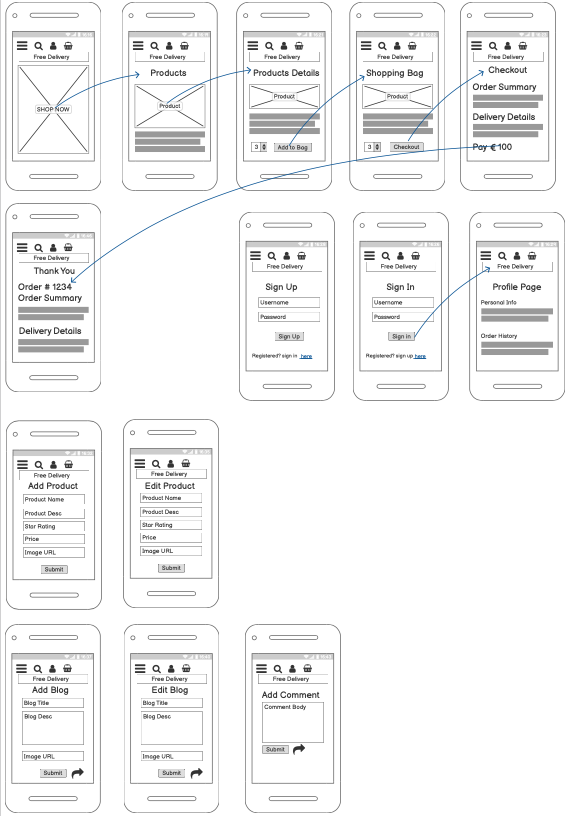 Free Delivery
SHOP NOW
Free Delivery
Products
Product
Free Delivery
Products Details
Product
3
Add to Bag
Free Delivery
Shopping Bag
Product
3
Checkout
Free Delivery
Checkout
Order Summary
Delivery Details
Pay € 100
Free Delivery
Thank You
Order # 1234
Order Summary
Delivery Details
Free Delivery
Sign Up
Username
Password
Sign Up
Registered? sign in here
Free Delivery
Sign In
Username
Password
Sign in
Registered? sign up here
Free Delivery
Profile Page
Personal Info
Order History
Free Delivery
Add Product
Product Name
Product Desc
Star Rating
Price
Image URL
Submit
Free Delivery
Edit Product
Product Name
Product Desc
Star Rating
Price
Image URL
Submit
Free Delivery
Add Blog
Blog Title
Blog Desc
Image URL
Submit
Free Delivery
Edit Blog
Blog Title
Blog Desc
Image URL
Submit
Free Delivery
Add Comment
Comment Body
Submit